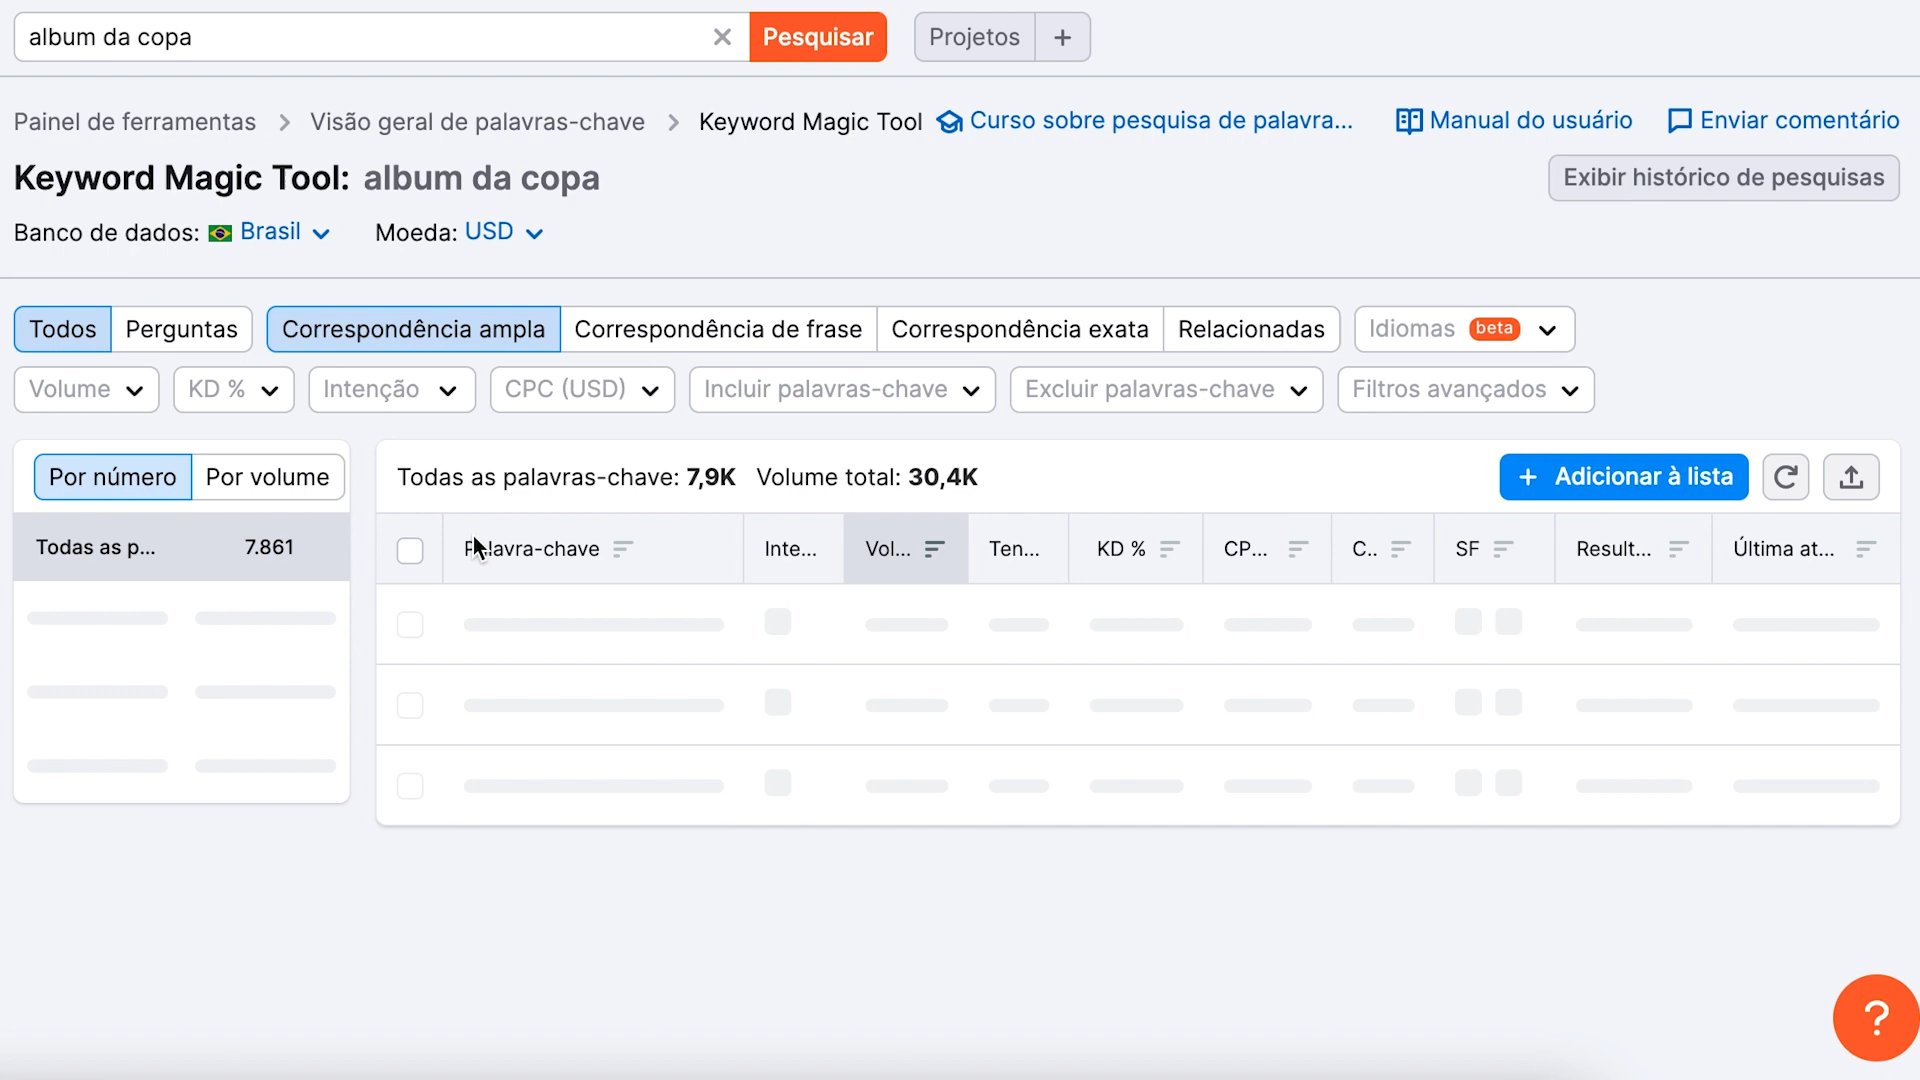 album da copa
Pesquisar
Projetos
+
Painel de ferramentas
Visão geral de palavras-chave
Keyword Magic Tool
Curso sobre pesquisa de palavra...
Manual do usuário
Enviar comentário
Keyword Magic Tool: album da copa
Exibir histórico de pesquisas
Banco de dados: Brasil
Moeda: USD
Todos
Perguntas
Correspondência ampla
Correspondência de frase
Correspondência exata
Relacionadas
Idiomas beta
Volume
KD %
Intenção
CPC (USD)
Incluir palavras-chave
Excluir palavras-chave
Filtros avançados
Por número
Por volume
Todas as palavras-chave: 7,9K Volume total: 30,4K
+ Adicionar à lista
Todas as p... 7.861
Palavra-chave
Inte...
Vol...
Ten...
KD %
CP...
C..
SF
Result...
Última at...
?